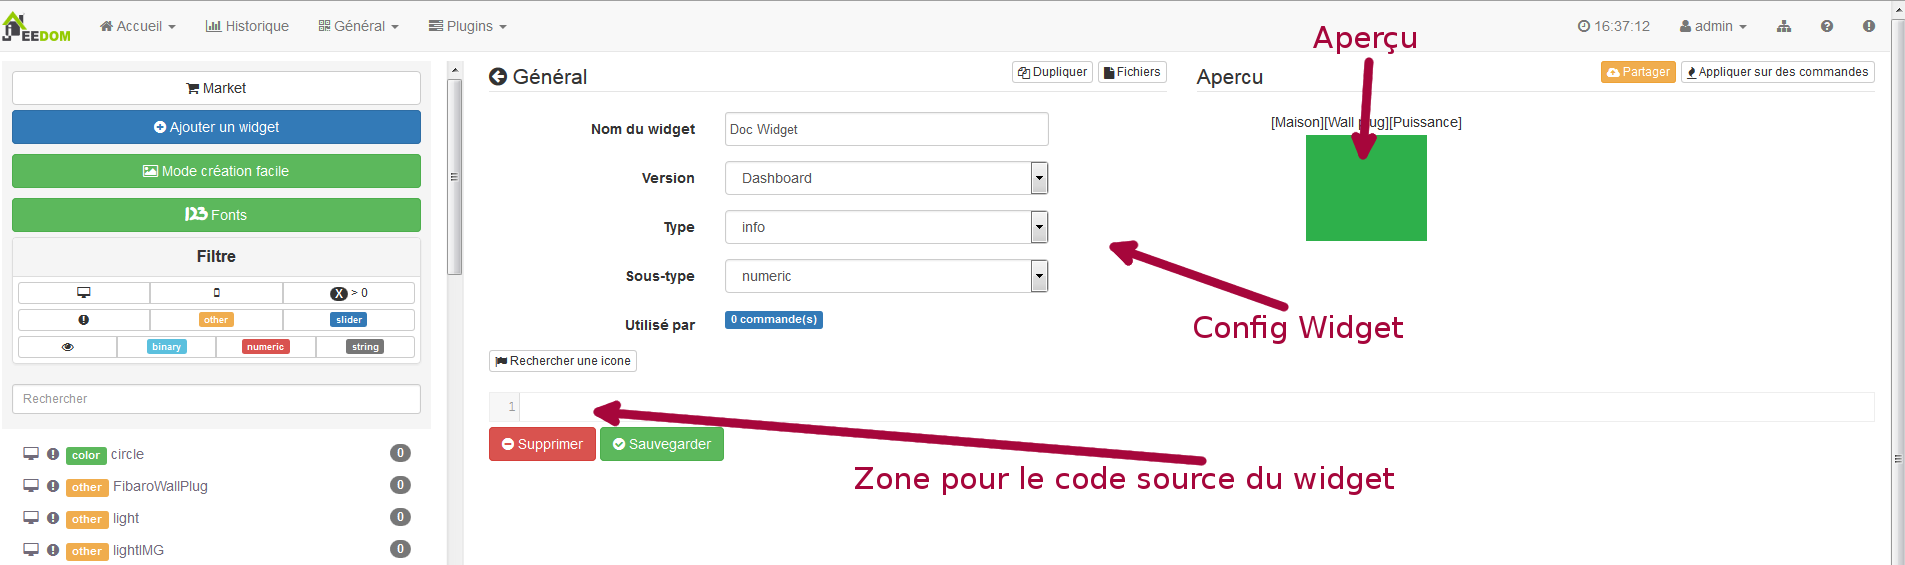 JEEDOM Accueil Historique Général Plugins 16:37:12 admin
Aperçu
Market
Ajouter un widget
Mode création facile
123 Fonts
Filtre
X > 0
other slider
binary numeric string
Rechercher
color circle 0
other FibaroWallPlug 0
other light 0
other lightIMG 0
Général Dupliquer Fichiers
Nom du widget Doc Widget
Version Dashboard
Type info
Sous-type numeric
Utilisé par 0 commande(s)
Rechercher une icone
1
Supprimer Sauvegarder
Apercu Partager Appliquer sur des commandes
[Maison][Wall plug][Puissance]
Config Widget
Zone pour le code source du widget